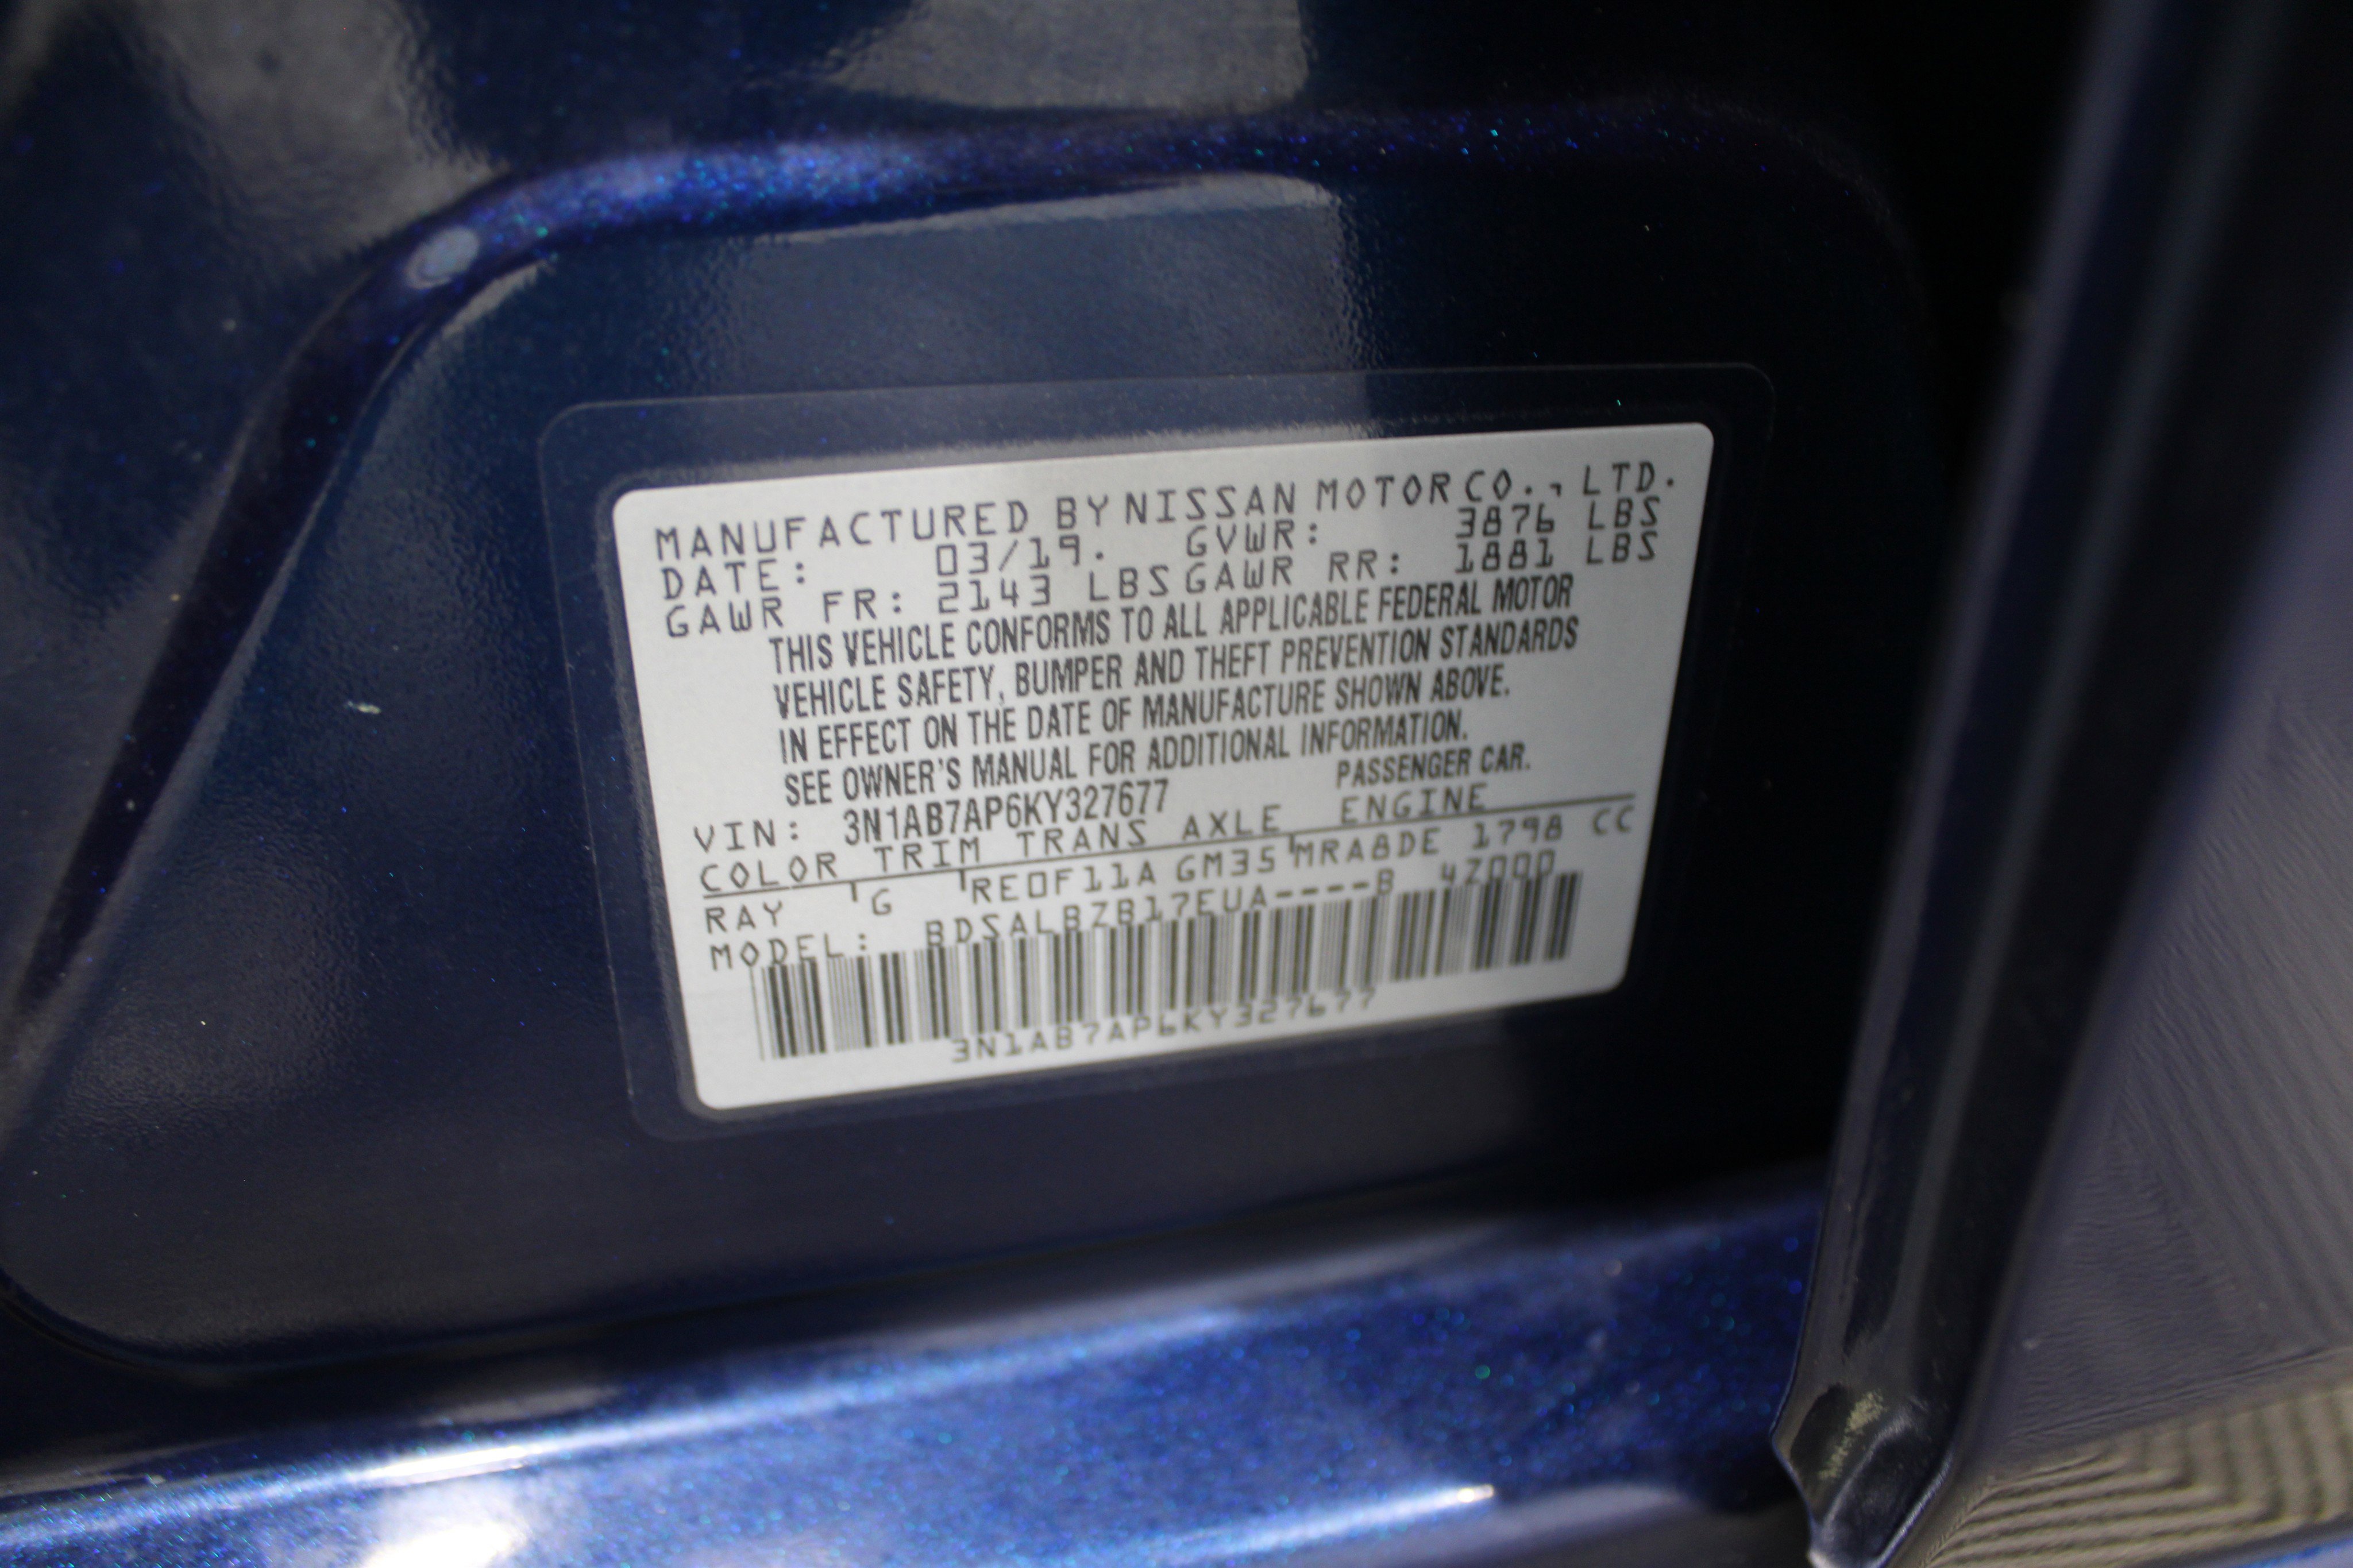 MANUFACTURED BY NISSAN MOTOR CO., LTD.
DATE: 03/19. GVWR: 3876 LBS
GAWR FR: 2143 LBS GAWR RR: 1881 LBS
THIS VEHICLE CONFORMS TO ALL APPLICABLE FEDERAL MOTOR
VEHICLE SAFETY, BUMPER AND THEFT PREVENTION STANDARDS
IN EFFECT ON THE DATE OF MANUFACTURE SHOWN ABOVE.
SEE OWNER'S MANUAL FOR ADDITIONAL INFORMATION.
VIN: 3N1AB7AP6KY327677 PASSENGER CAR.
COLOR TRIM TRANS AXLE ENGINE
RAY G RE0F11A GM35 MRA8DE 1798 CC
MODEL: BDSALBZB17EUA----B 4Z000
3N1AB7AP6KY327677